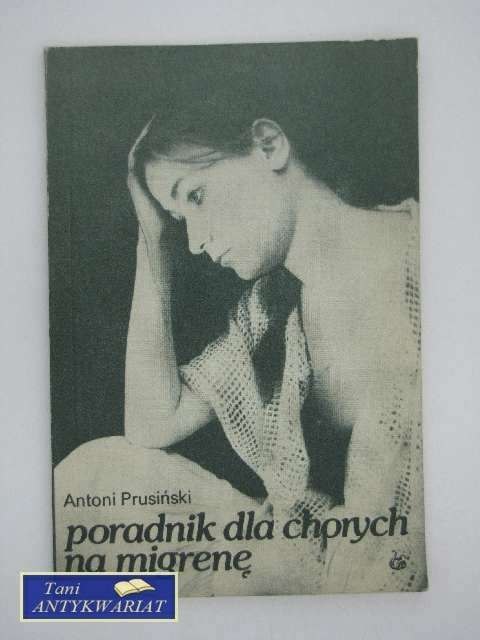 Antoni Prusiński
poradnik dla chorych
na migrenę
Tani
ANTYKWARIAT